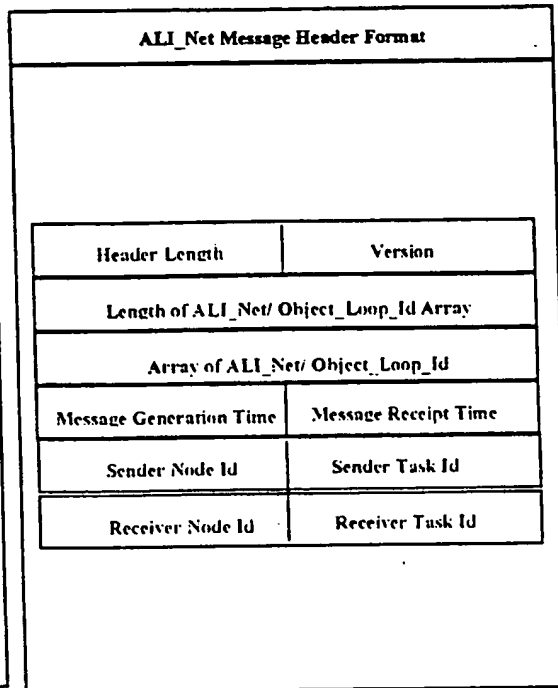 ALI_Net Message Header Format
Header Length Version
Length of ALI_Net/ Object_Loop_Id Array
Array of ALI_Net/ Object_Loop_Id
Message Generation Time Message Receipt Time
Sender Node Id Sender Task Id
Receiver Node Id Receiver Task Id